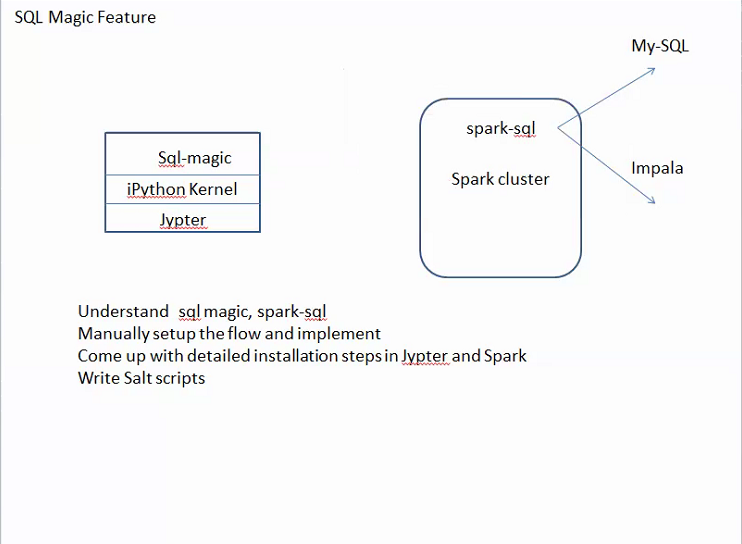 SQL Magic Feature
My-SQL
spark-sql
Sql-magic
Impala
Spark cluster
iPython Kernel
Jypter
Understand sql magic, spark-sql
Manually setup the flow and implement
Come up with detailed installation steps in Jypter and Spark
Write Salt scripts